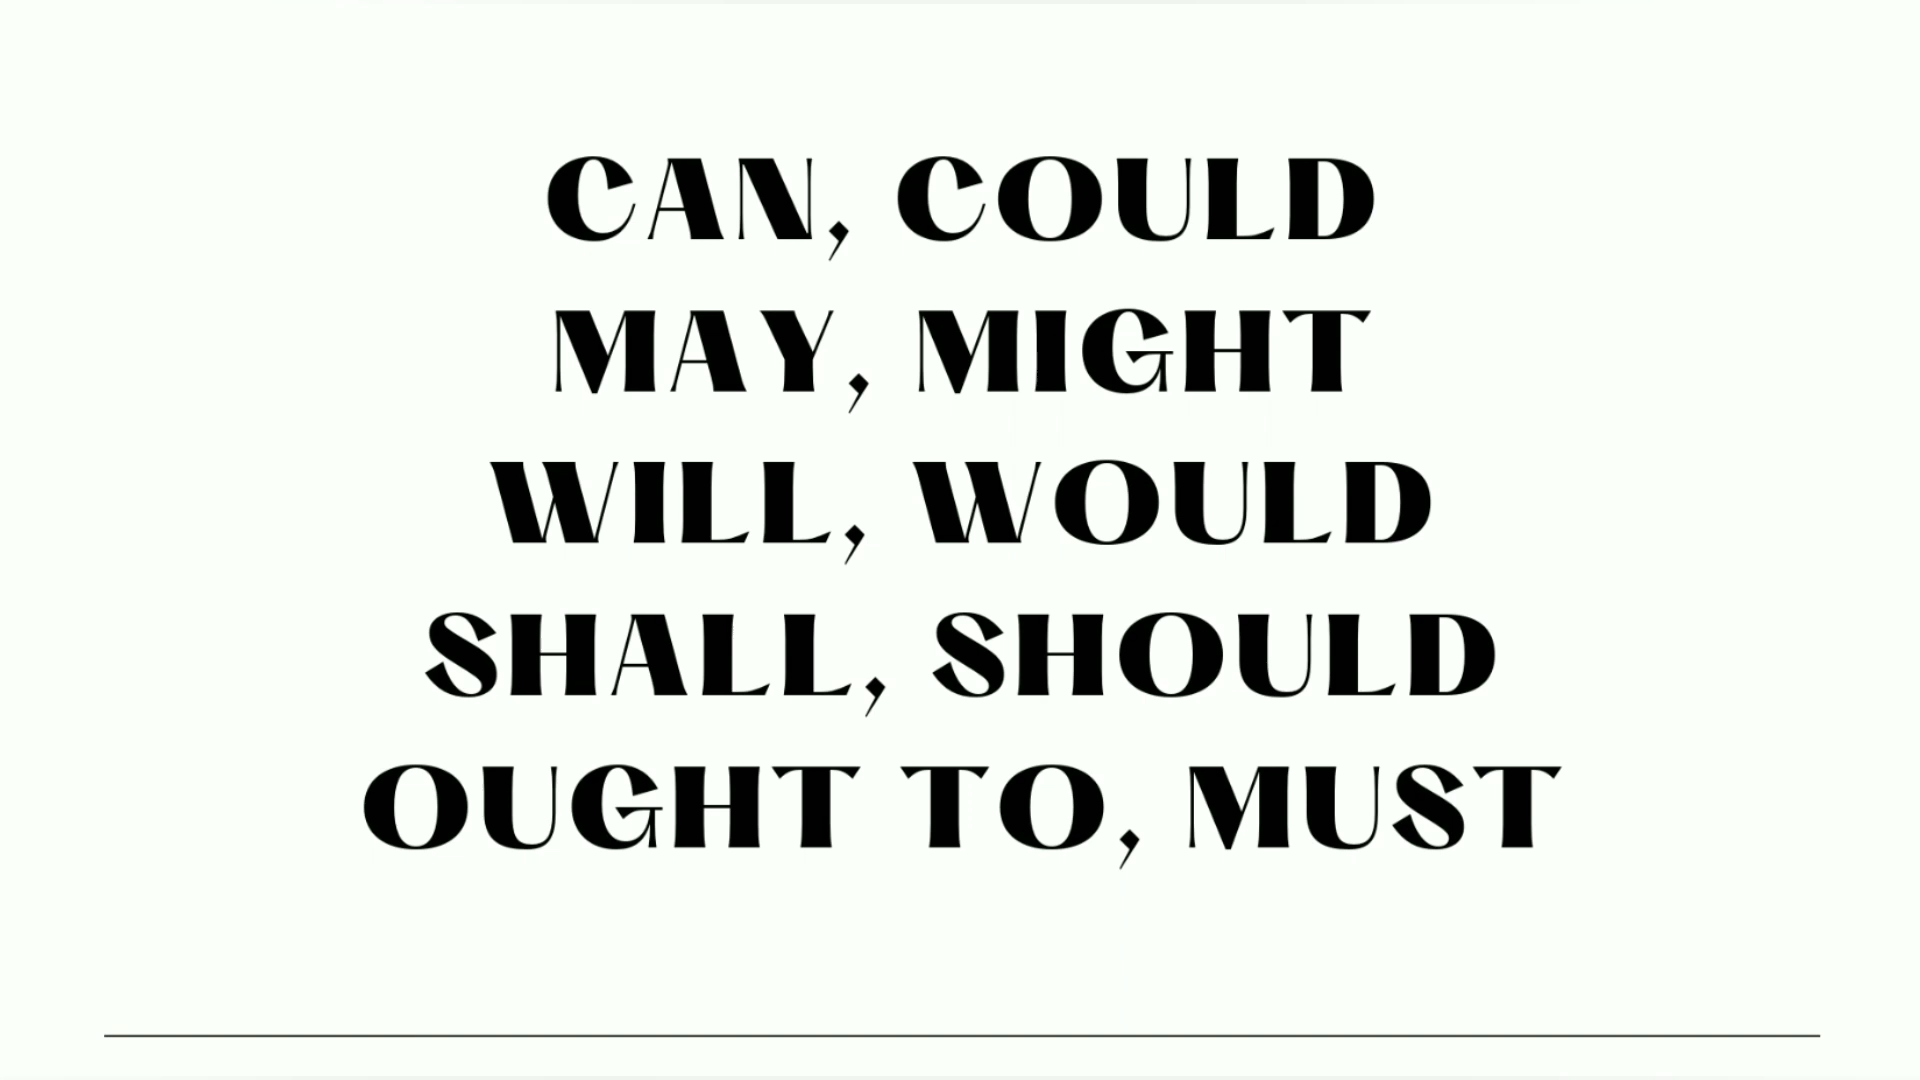 CAN, COULD
MAY, MIGHT
WILL, WOULD
SHALL, SHOULD
OUGHT TO, MUST